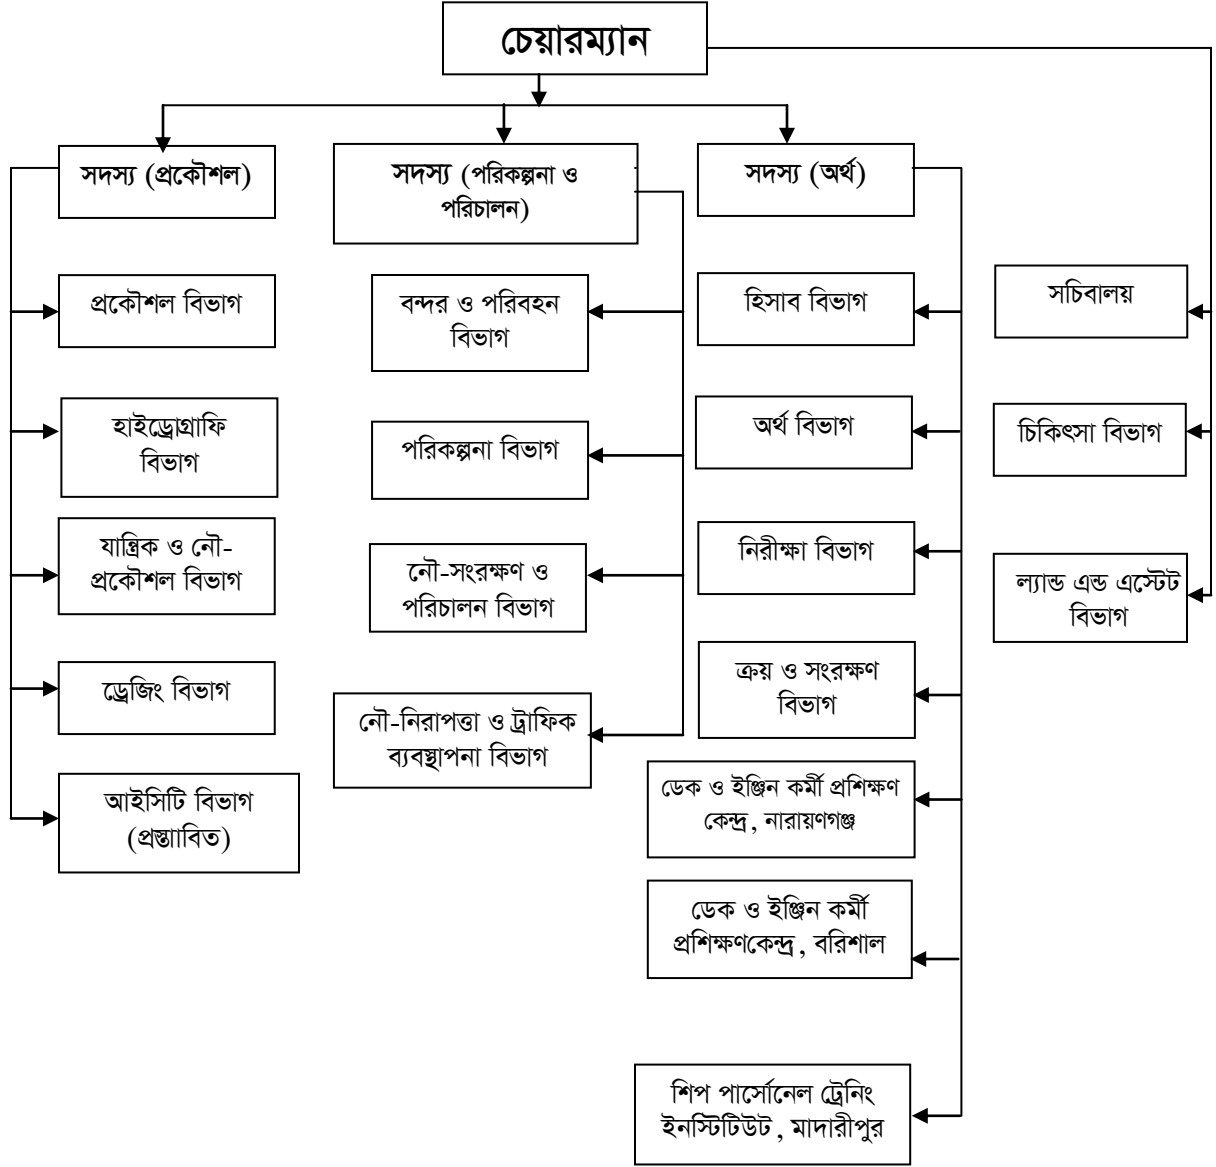 চেয়ারম্যান
সদস্য (প্রকৌশল)
প্রকৌশল বিভাগ
হাইড্রোগ্রাফি
বিভাগ
যান্ত্রিক ও নৌ-
প্রকৌশল বিভাগ
ড্রেজিং বিভাগ
আইসিটি বিভাগ
(প্রস্তাাবিত)
সদস্য (পরিকল্পনা ও
পরিচালন)
বন্দর ও পরিবহন
বিভাগ
পরিকল্পনা বিভাগ
নৌ-সংরক্ষণ ও
পরিচালন বিভাগ
নৌ-নিরাপত্তা ও ট্রাফিক
ব্যবস্থাপনা বিভাগ
সদস্য (অর্থ)
হিসাব বিভাগ
অর্থ বিভাগ
নিরীক্ষা বিভাগ
ক্রয় ও সংরক্ষণ
বিভাগ
ডেক ও ইঞ্জিন কর্মী প্রশিক্ষণ
কেন্দ্র, নারায়ণগঞ্জ
ডেক ও ইঞ্জিন কর্মী
প্রশিক্ষণকেন্দ্র, বরিশাল
শিপ পার্সোনেল ট্রেনিং
ইনস্টিটিউট, মাদারীপুর
সচিবালয়
চিকিৎসা বিভাগ
ল্যান্ড এন্ড এস্টেট
বিভাগ